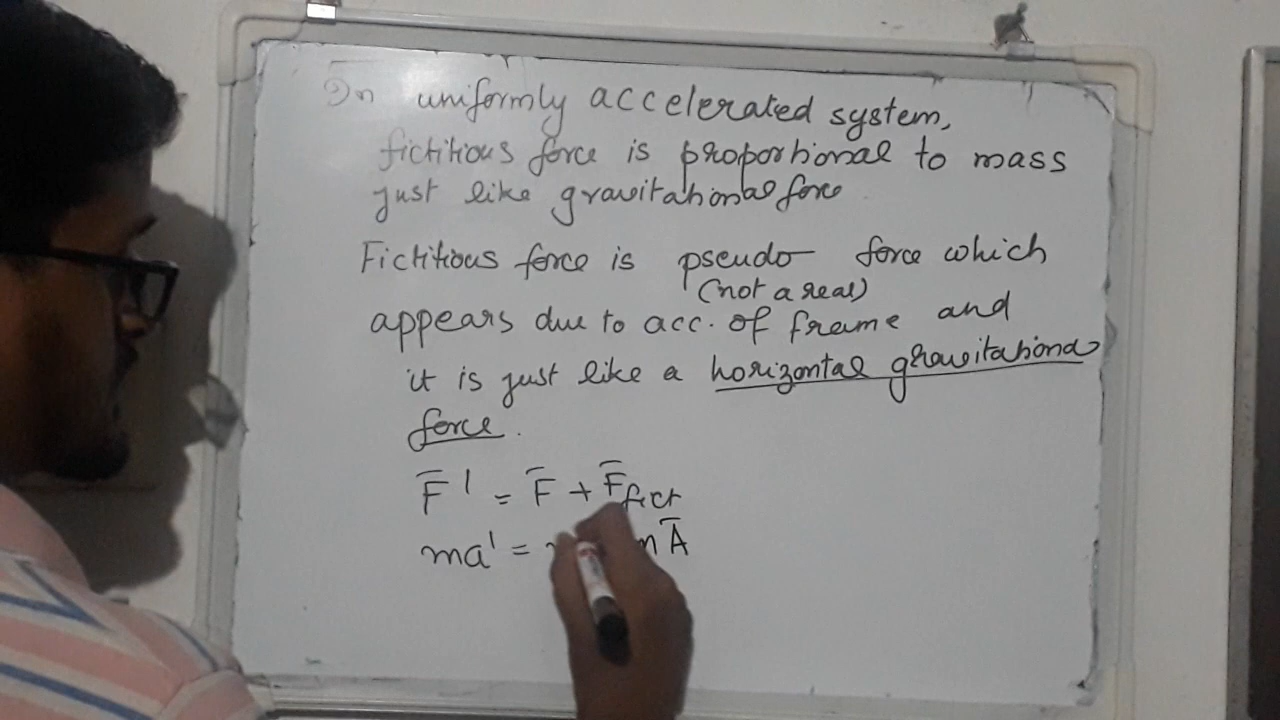 In uniformly accelerated system,
fictitious force is proportional to mass
just like gravitational force
Fictitious force is pseudo force which
(not a real)
appears due to acc. of frame and
it is just like a horizontal gravitational
force.
F̄' = F̄ + F̄fict
ma' = mĀ